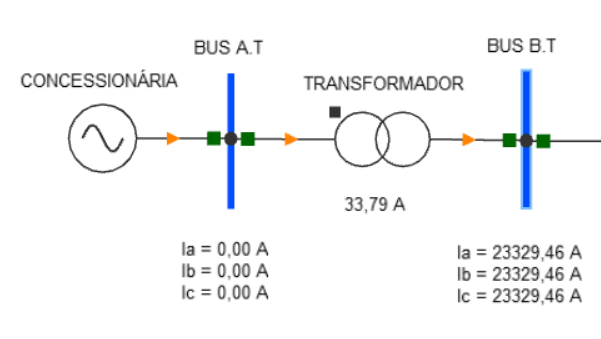 BUS A.T
BUS B.T
CONCESSIONÁRIA
TRANSFORMADOR
33,79 A
Ia = 0,00 A
Ib = 0,00 A
Ic = 0,00 A
Ia = 23329,46 A
Ib = 23329,46 A
Ic = 23329,46 A